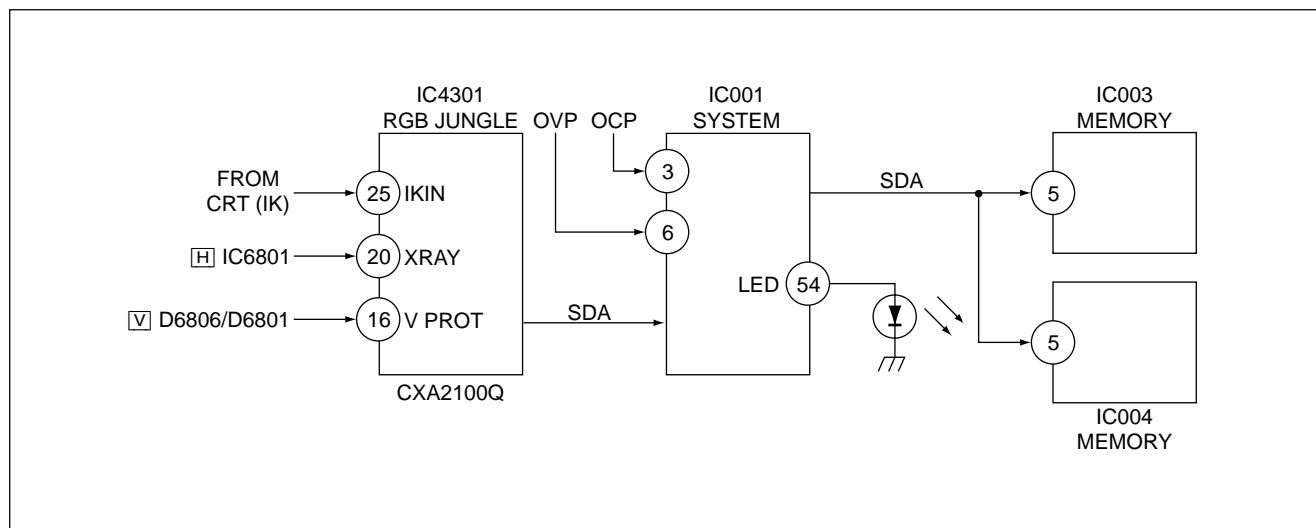 IC4301
RGB JUNGLE
OVP
OCP
IC001
SYSTEM
IC003
MEMORY
FROM
CRT (IK)
25
IKIN
3
SDA
5
H IC6801
20
XRAY
6
V D6806/D6801
16
V PROT
SDA
LED
54
5
CXA2100Q
IC004
MEMORY